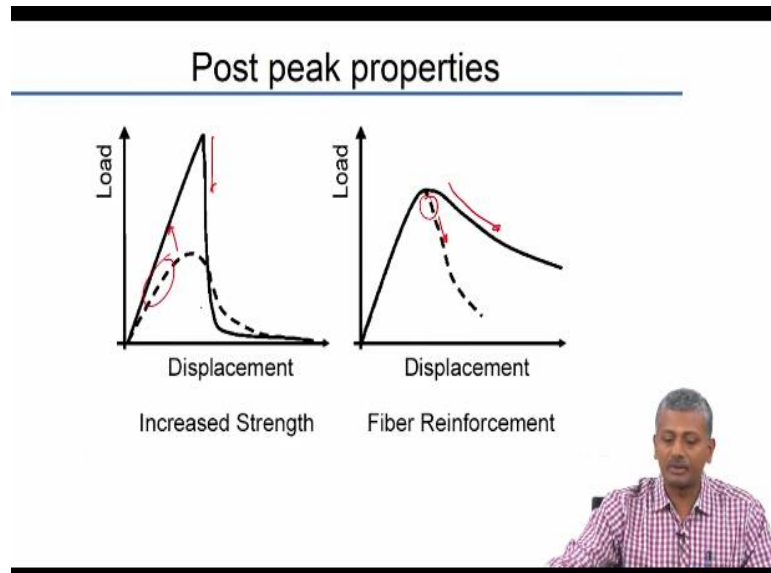 Post peak properties
Load
Displacement
Increased Strength
Load
Displacement
Fiber Reinforcement